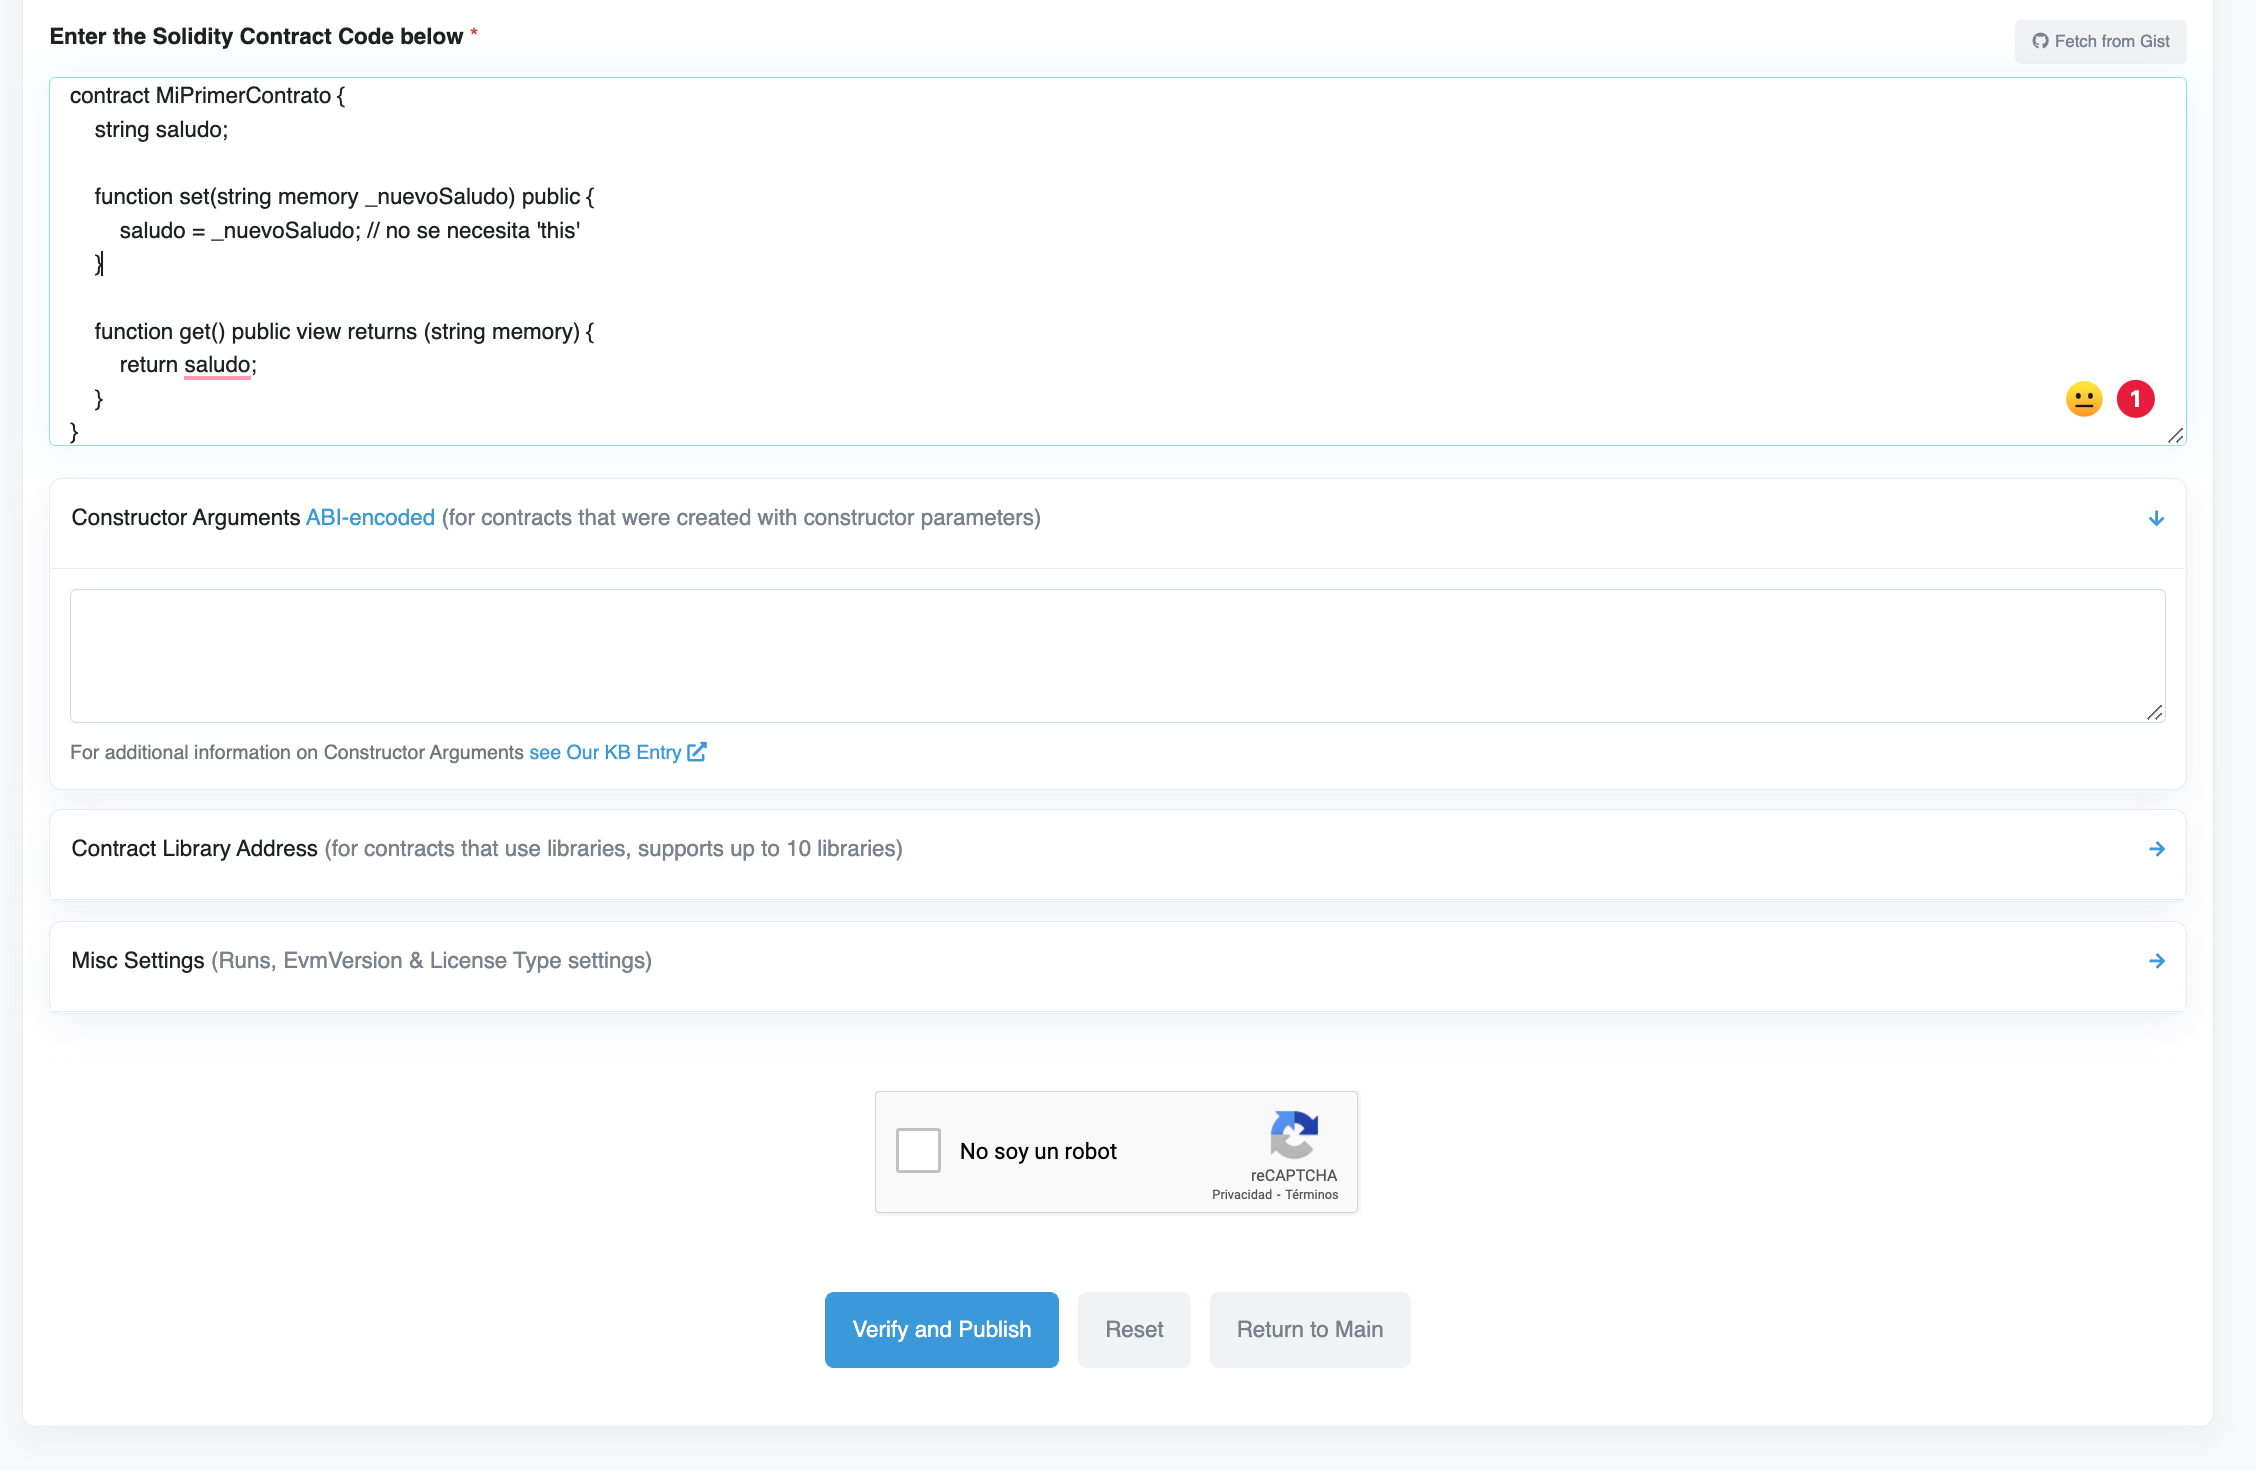 Enter the Solidity Contract Code below *
Fetch from Gist
contract MiPrimerContrato {
string saludo;
function set(string memory _nuevoSaludo) public {
saludo = _nuevoSaludo; // no se necesita 'this'
}
function get() public view returns (string memory) {
return saludo;
}
}
1
Constructor Arguments ABI-encoded (for contracts that were created with constructor parameters)
For additional information on Constructor Arguments see Our KB Entry
Contract Library Address (for contracts that use libraries, supports up to 10 libraries)
Misc Settings (Runs, EvmVersion & License Type settings)
No soy un robot
reCAPTCHA
Privacidad - Términos
Verify and Publish
Reset
Return to Main